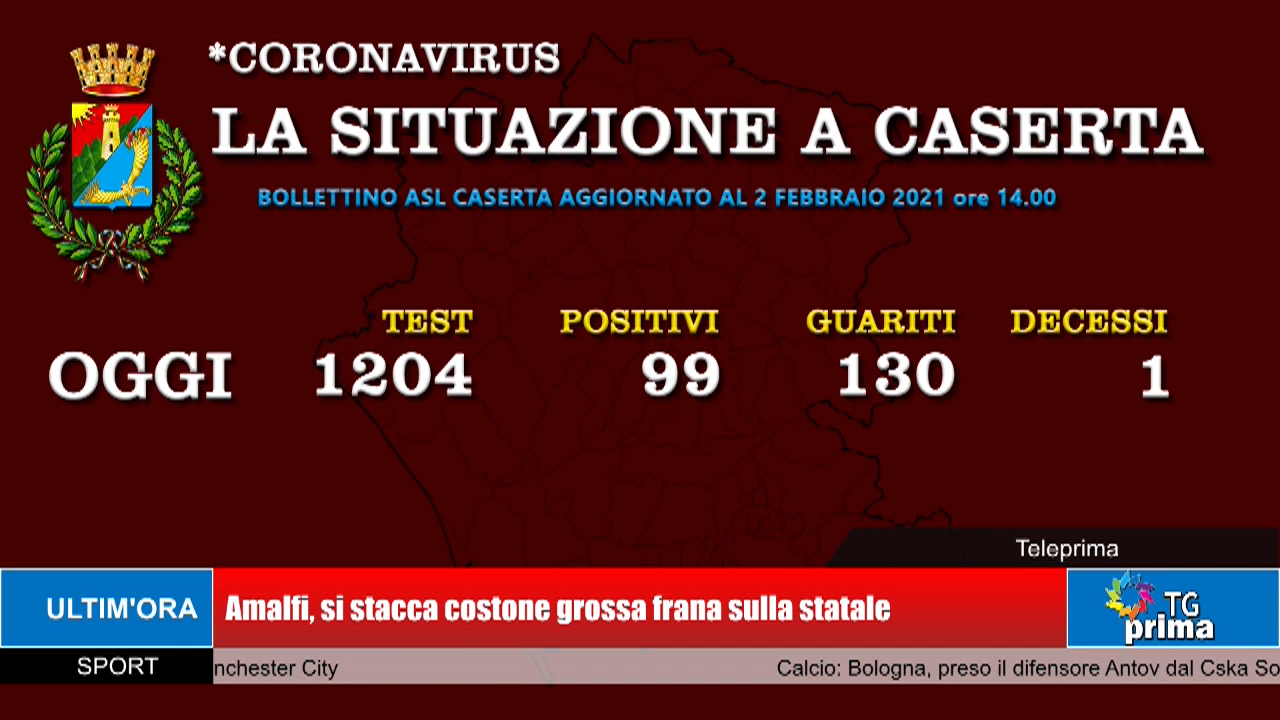 *CORONAVIRUS
LA SITUAZIONE A CASERTA
BOLLETTINO ASL CASERTA AGGIORNATO AL 2 FEBBRAIO 2021 ore 14.00
TEST POSITIVI GUARITI DECESSI
OGGI 1204 99 130 1
Teleprima
ULTIM'ORA Amalfi, si stacca costone grossa frana sulla statale
TG
prima
SPORT nchester City Calcio: Bologna, preso il difensore Antov dal Cska So